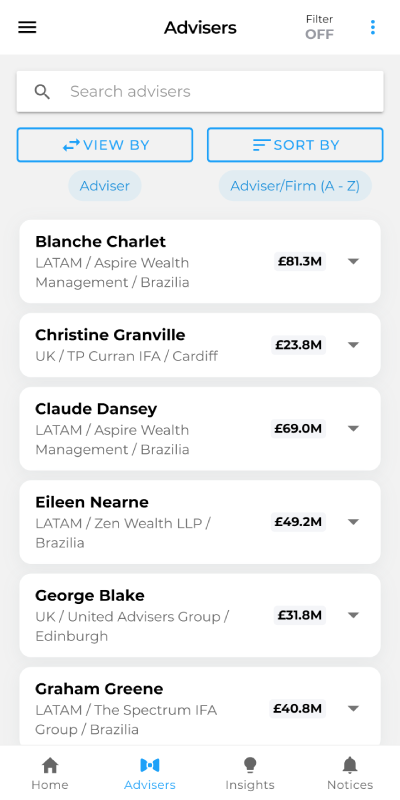 Advisers
Filter
OFF
Search advisers
VIEW BY
SORT BY
Adviser
Adviser/Firm (A - Z)
Blanche Charlet
LATAM / Aspire Wealth
Management / Brazilia
£81.3M
Christine Granville
UK / TP Curran IFA / Cardiff
£23.8M
Claude Dansey
LATAM / Aspire Wealth
Management / Brazilia
£69.0M
Eileen Nearne
LATAM / Zen Wealth LLP /
Brazilia
£49.2M
George Blake
UK / United Advisers Group /
Edinburgh
£31.8M
Graham Greene
LATAM / The Spectrum IFA
Group / Brazilia
£40.8M
Home
Advisers
Insights
Notices